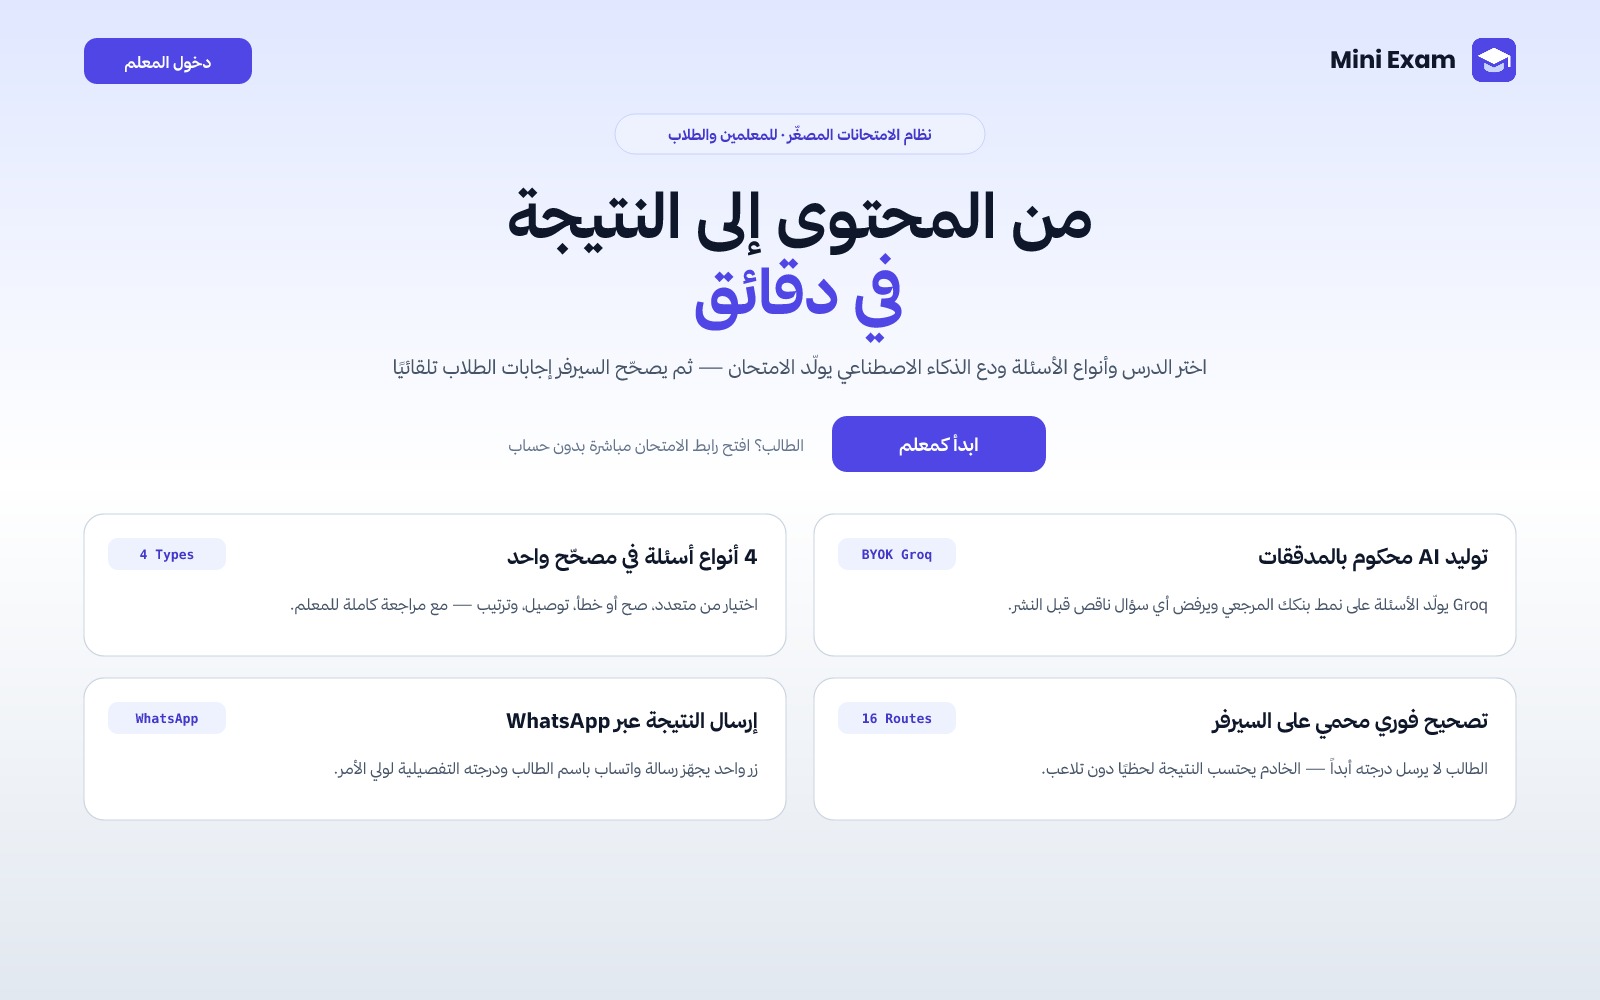 Mini Exam
دخول المعلم
نظام الامتحانات المصغّر · للمعلمين والطلاب
من المحتوى إلى النتيجة
في دقائق
اختر الدرس وأنواع الأسئلة ودع الذكاء الاصطناعي يولّد الامتحان — ثم يصحّح السيرفر إجابات الطلاب تلقائيًا
ابدأ كمعلم
الطالب؟ افتح رابط الامتحان مباشرة بدون حساب
توليد AI محكوم بالمدققات
BYOK Groq
Groq يولّد الأسئلة على نمط بنكك المرجعي ويرفض أي سؤال ناقص قبل النشر.
4 أنواع أسئلة في مصحّح واحد
4 Types
اختيار من متعدد، صح أو خطأ، توصيل، وترتيب — مع مراجعة كاملة للمعلم.
تصحيح فوري محمي على السيرفر
16 Routes
الطالب لا يرسل درجته أبداً — الخادم يحتسب النتيجة لحظيًا دون تلاعب.
إرسال النتيجة عبر WhatsApp
WhatsApp
زر واحد يجهّز رسالة واتساب باسم الطالب ودرجته التفصيلية لولي الأمر.